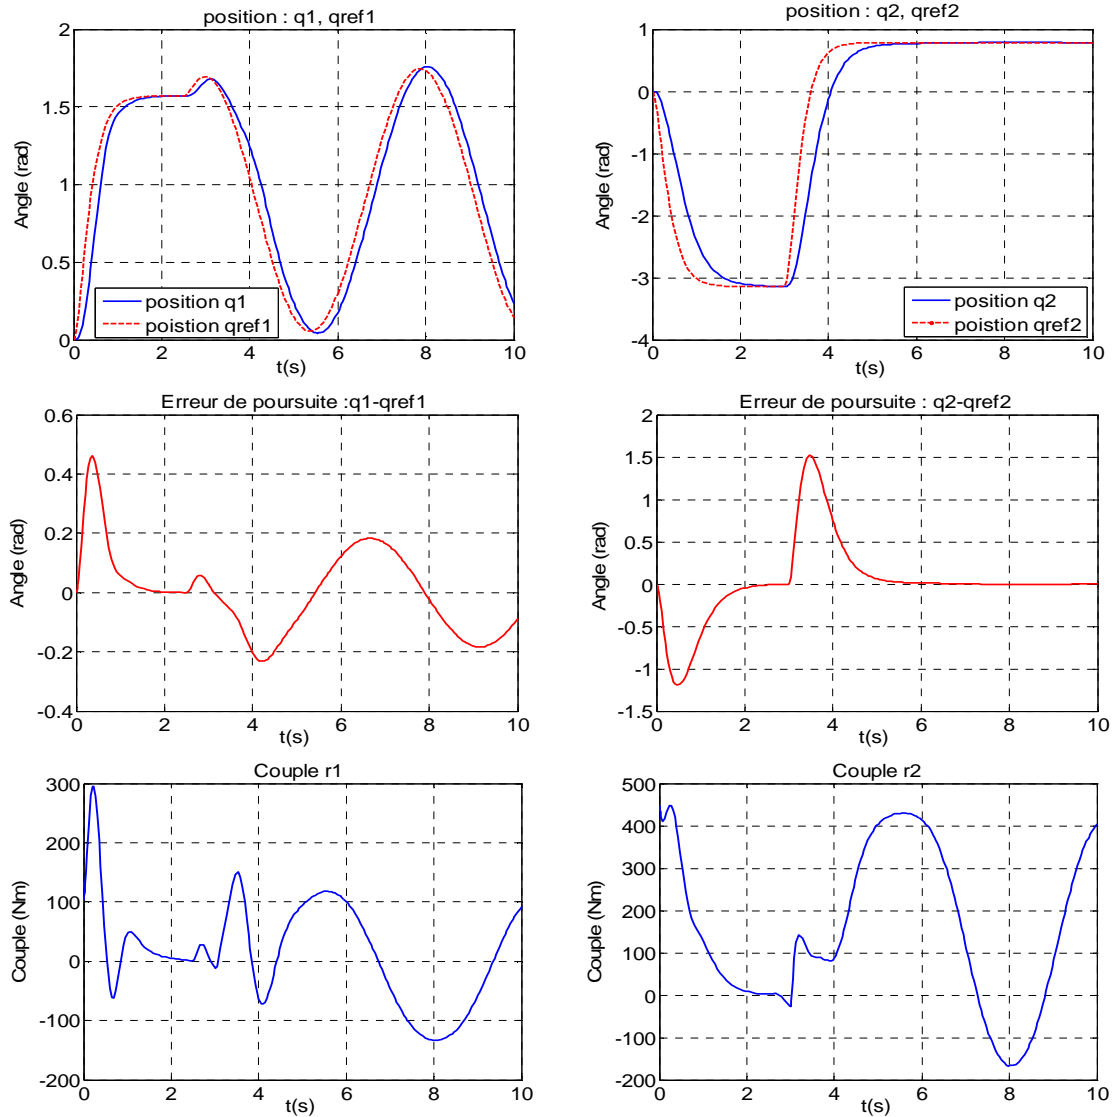 position : q1, qref1
2
1.5
1
0.5
0
Angle (rad)
position q1
poistion qref1
0 2 4 6 8 10
t(s)
position : q2, qref2
1
0
-1
-2
-3
-4
Angle (rad)
position q2
poistion qref2
0 2 4 6 8 10
t(s)
Erreur de poursuite :q1-qref1
0.6
0.4
0.2
0
-0.2
-0.4
Angle (rad)
0 2 4 6 8 10
t(s)
Erreur de poursuite : q2-qref2
2
1.5
1
0.5
0
-0.5
-1
-1.5
Angle (rad)
0 2 4 6 8 10
t(s)
Couple r1
300
200
100
0
-100
-200
Couple (Nm)
0 2 4 6 8 10
t(s)
Couple r2
500
400
300
200
100
0
-100
-200
Couple (Nm)
0 2 4 6 8 10
t(s)